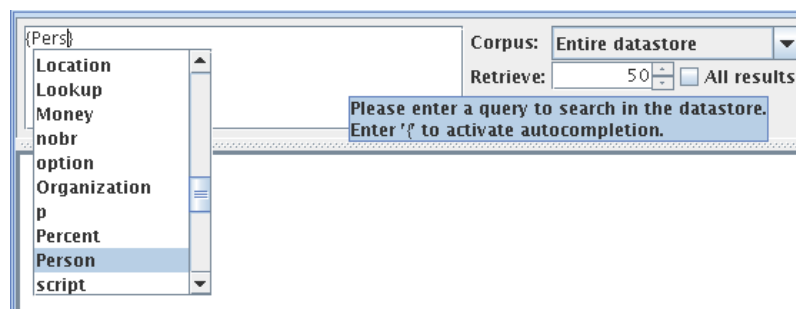 {Pers}
Corpus: Entire datastore
Retrieve: 50 All results
Location
Lookup
Money
nobr
option
Organization
p
Percent
Person
script
Please enter a query to search in the datastore.
Enter '{' to activate autocompletion.